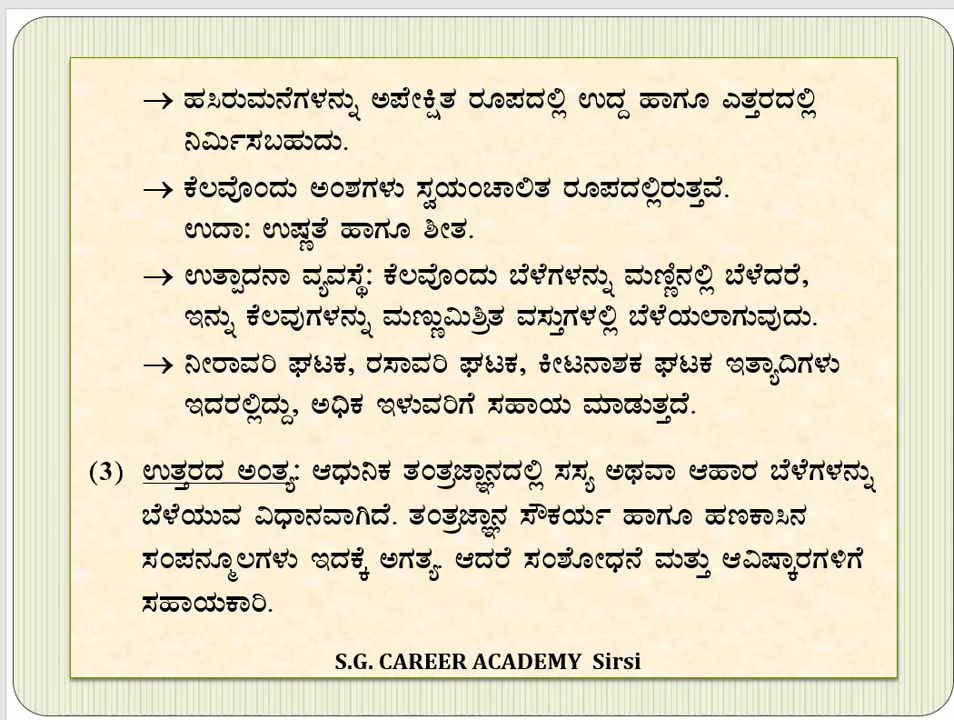 → ಹಸಿರುಮನೆಗಳನ್ನು ಅಪೇಕ್ಷಿತ ರೂಪದಲ್ಲಿ ಉದ್ದ ಹಾಗೂ ಎತ್ತರದಲ್ಲಿ
ನಿರ್ಮಿಸಬಹುದು.
→ ಕೆಲವೊಂದು ಅಂಶಗಳು ಸ್ವಯಂಚಾಲಿತ ರೂಪದಲ್ಲಿರುತ್ತವೆ.
ಉದಾ: ಉಷ್ಣತೆ ಹಾಗೂ ಶೀತ.
→ ಉತ್ಪಾದನಾ ವ್ಯವಸ್ಥೆ: ಕೆಲವೊಂದು ಬೆಳೆಗಳನ್ನು ಮಣ್ಣಿನಲ್ಲಿ ಬೆಳೆದರೆ,
ಇನ್ನು ಕೆಲವುಗಳನ್ನು ಮಣ್ಣುಮಿಶ್ರಿತ ವಸ್ತುಗಳಲ್ಲಿ ಬೆಳೆಯಲಾಗುವುದು.
→ ನೀರಾವರಿ ಘಟಕ, ರಸಾವರಿ ಘಟಕ, ಕೀಟನಾಶಕ ಘಟಕ ಇತ್ಯಾದಿಗಳು
ಇದರಲ್ಲಿದ್ದು, ಅಧಿಕ ಇಳುವರಿಗೆ ಸಹಾಯ ಮಾಡುತ್ತದೆ.
(3) ಉತ್ತರದ ಅಂತ್ಯ: ಆಧುನಿಕ ತಂತ್ರಜ್ಞಾನದಲ್ಲಿ ಸಸ್ಯ ಅಥವಾ ಆಹಾರ ಬೆಳೆಗಳನ್ನು
ಬೆಳೆಯುವ ವಿಧಾನವಾಗಿದೆ. ತಂತ್ರಜ್ಞಾನ ಸೌಕರ್ಯ ಹಾಗೂ ಹಣಕಾಸಿನ
ಸಂಪನ್ಮೂಲಗಳು ಇದಕ್ಕೆ ಅಗತ್ಯ. ಆದರೆ ಸಂಶೋಧನೆ ಮತ್ತು ಆವಿಷ್ಕಾರಗಳಿಗೆ
ಸಹಾಯಕಾರಿ.
S.G. CAREER ACADEMY Sirsi